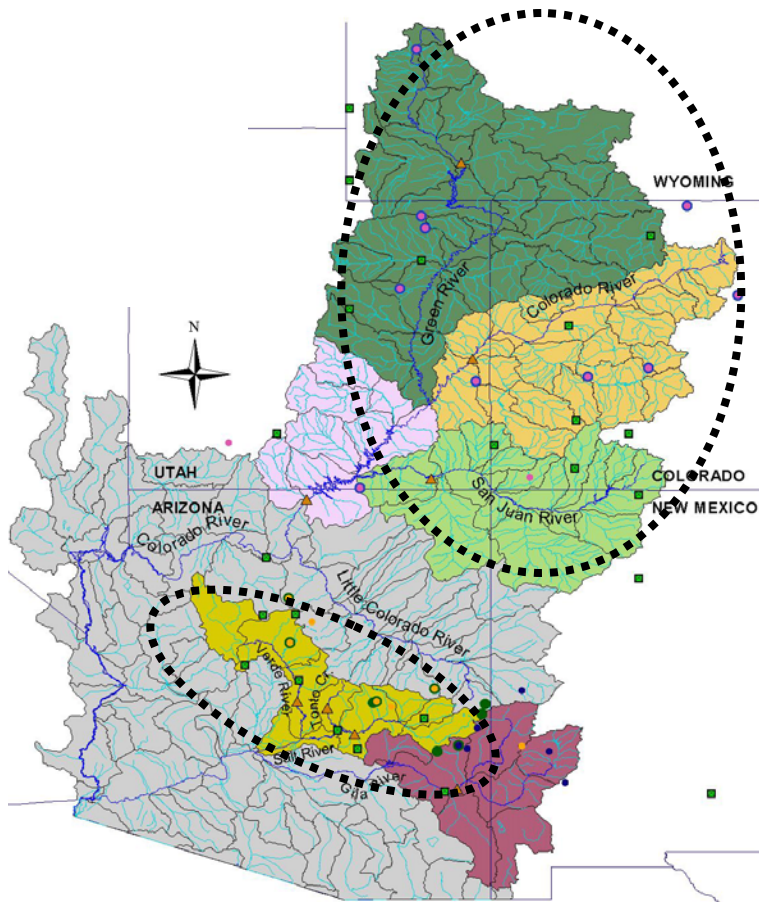 WYOMING
Green River
Colorado River
N
UTAH
COLORADO
ARIZONA
NEW MEXICO
San Juan River
Colorado River
Little Colorado River
Verde River
Tonto Cr.
Salt River
Gila River